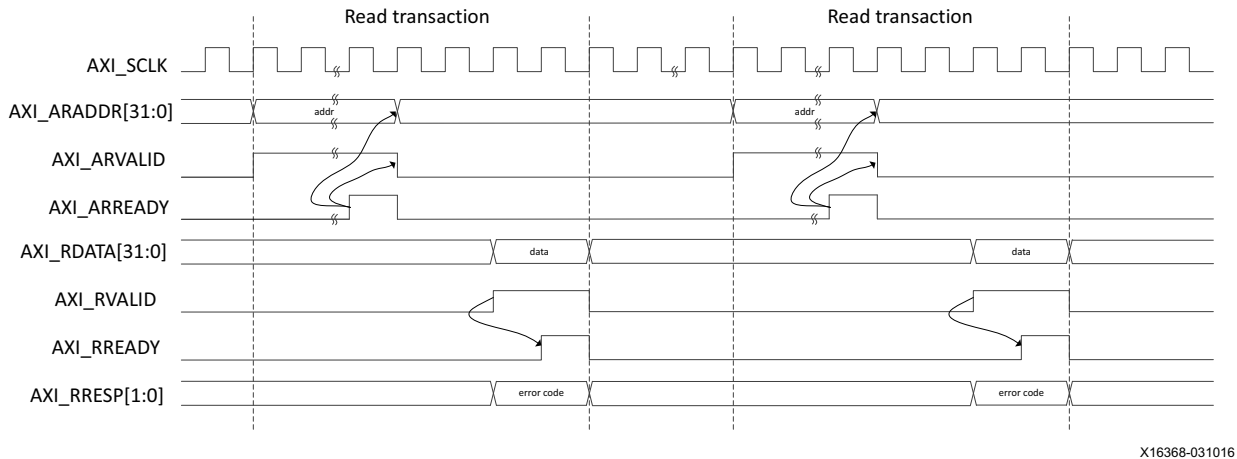 Read transaction Read transaction
AXI_SCLK
AXI_ARADDR[31:0] addr addr
AXI_ARVALID
AXI_ARREADY
AXI_RDATA[31:0] data data
AXI_RVALID
AXI_RREADY
AXI_RRESP[1:0] error code error code
X16368-031016